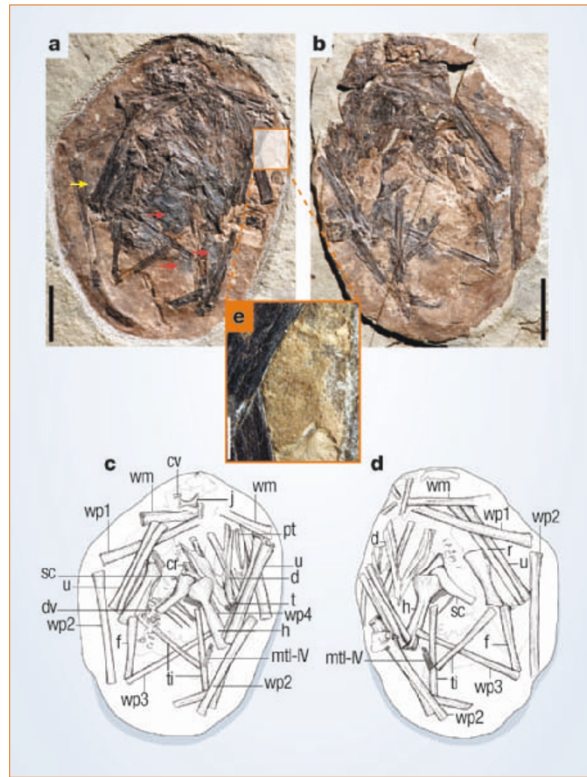 a
b
e
c
cv
wm
j
wm
wp1
pt
cr
u
sc
d
u
t
dv
wp4
wp2
h
f
mtI-IV
ti
wp2
wp3
d
wm
wp1
wp2
d
r
u
h
sc
f
mtI-IV
ti
wp3
wp2